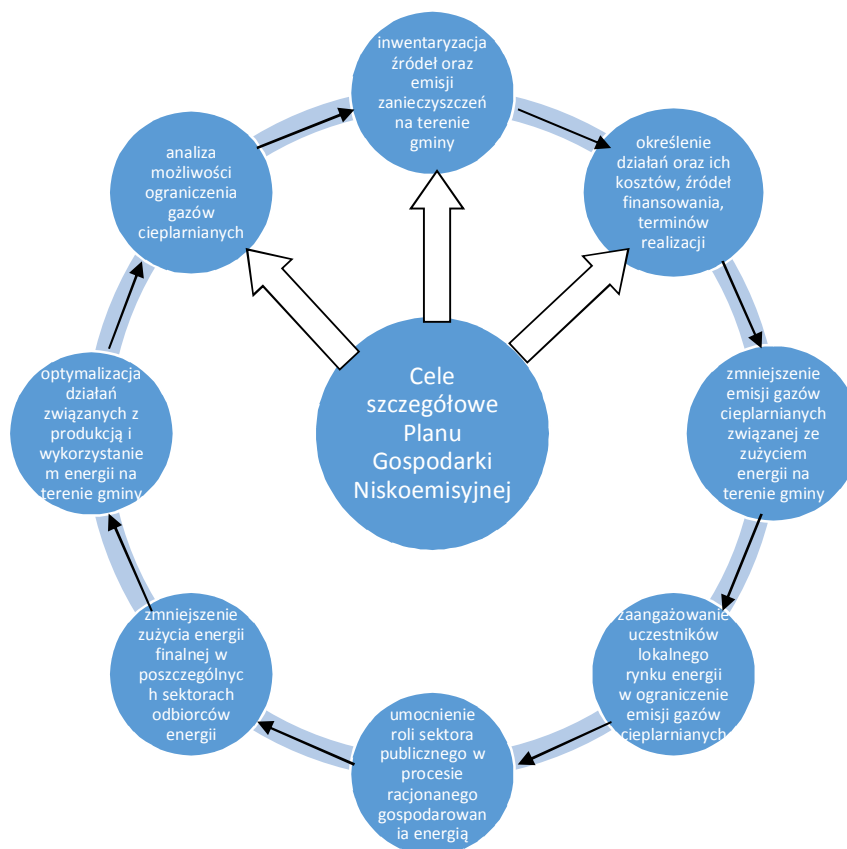 inwentaryzacja
źródeł oraz
emisji
zanieczyszczeń
na terenie
gminy
określenie
działań oraz ich
kosztów, źródeł
finansowania,
terminów
realizacji
zmniejszenie
emisji gazów
cieplarnianych
związanej ze
zużyciem
energii na
terenie gminy
zaangażowanie
uczestników
lokalnego
rynku energii
w ograniczenie
emisji gazów
cieplarnianych
umocnienie
roli sektora
publicznego w
procesie
racjonanego
gospodarowan
ia energią
zmniejszenie
zużycia energii
finalnej w
poszczególnyc
h sektorach
odbiorców
energii
optymalizacja
działań
związanych z
produkcją i
wykorzystanie
m energii na
terenie gminy
analiza
możliwości
ograniczenia
gazów
cieplarnianych
Cele
szczegółowe
Planu
Gospodarki
Niskoemisyjnej